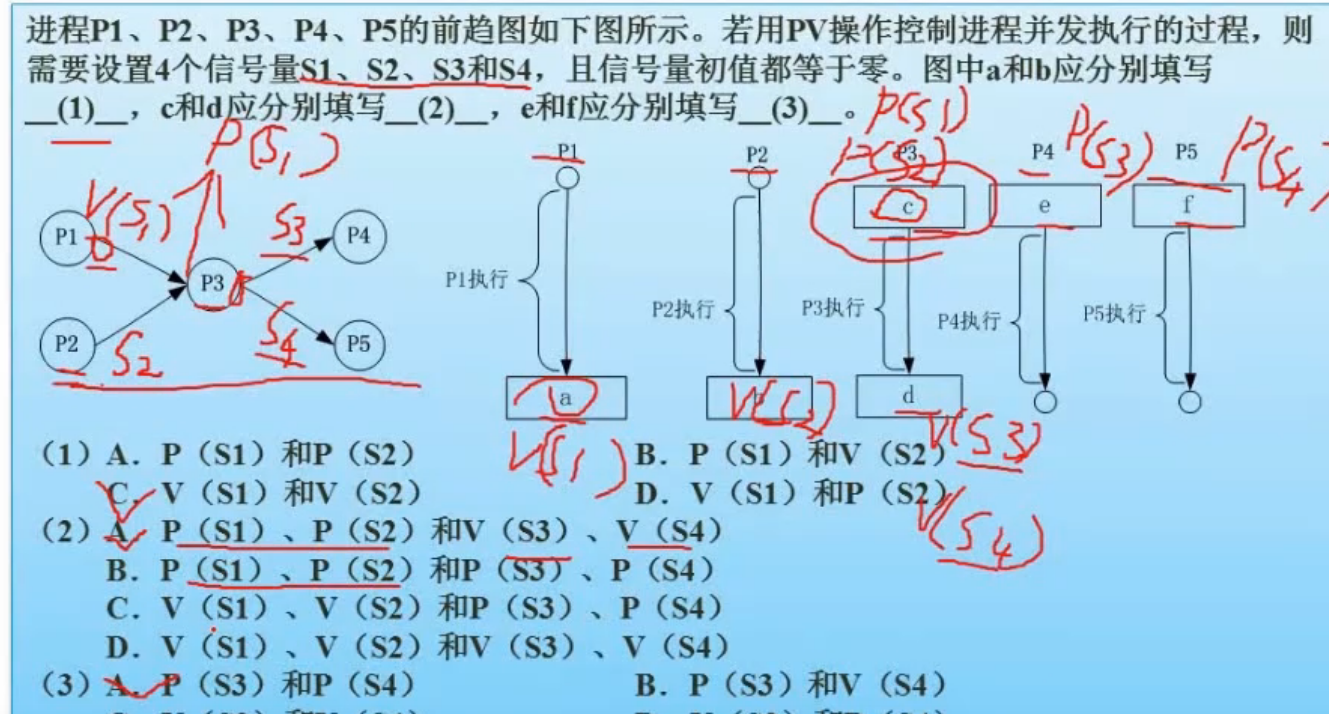 进程P1、P2、P3、P4、P5的前趋图如下图所示。若用PV操作控制进程并发执行的过程，则
需要设置4个信号量S1、S2、S3和S4，且信号量初值都等于零。图中a和b应分别填写
__(1)__，c和d应分别填写__(2)__，e和f应分别填写__(3)__。
P(S1)
P(S1)
P(S2)
P(S3)
P(S4)
P1
P2
P4
P5
V(S1)
S3
P1
P4
P3
P2
S2
S4
P5
c
e
f
P1执行
P2执行
P3执行
P4执行
P5执行
a
V(S2)
d
V(S1)
V(S3)
V(S4)
（1）A．P（S1）和P（S2） B．P（S1）和V（S2）
C．V（S1）和V（S2） D．V（S1）和P（S2）
（2）A．P（S1）、P（S2）和V（S3）、V（S4）
B．P（S1）、P（S2）和P（S3）、P（S4）
C．V（S1）、V（S2）和P（S3）、P（S4）
D．V（S1）、V（S2）和V（S3）、V（S4）
（3）A．P（S3）和P（S4） B．P（S3）和V（S4）